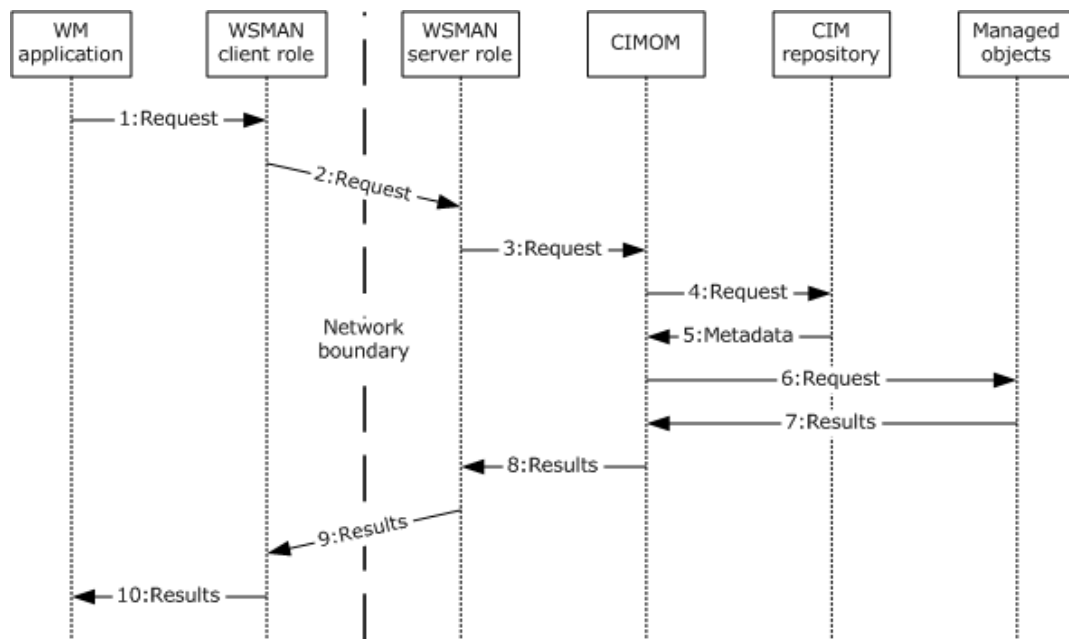 WM
application
WSMAN
client role
WSMAN
server role
CIMOM
CIM
repository
Managed
objects
1:Request
2:Request
3:Request
4:Request
Network
boundary
5:Metadata
6:Request
7:Results
8:Results
9:Results
10:Results